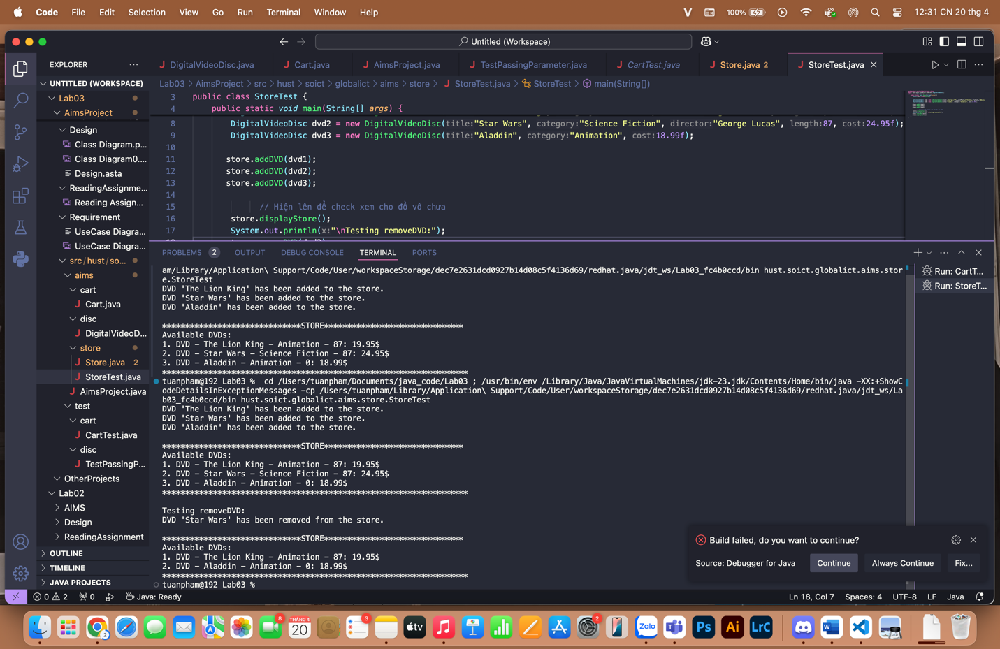 Code File Edit Selection View Go Run Terminal Window Help
100% 12:31 CN 20 thg 4
Untitled (Workspace)
EXPLORER
DigitalVideoDisc.java Cart.java AimsProject.java TestPassingParameter.java CartTest.java Store.java 2 StoreTest.java
UNTITLED (WORKSPACE)
Lab03
AimsProject
Design
Class Diagram.p...
Class Diagram0....
Design.asta
ReadingAssignme...
Reading Assign...
Requirement
UseCase Diagra...
UseCase Diagra...
src/hust/so...
aims
cart
Cart.java
disc
DigitalVideoD...
store
Store.java 2
StoreTest.java
AimsProject.java
test
cart
CartTest.java
disc
TestPassingP...
OtherProjects
Lab02
AIMS
Design
ReadingAssignment
OUTLINE
TIMELINE
JAVA PROJECTS
Lab03 > AimsProject > src > hust > soict > globalict > aims > store > StoreTest.java > StoreTest > main(String[])
3 public class StoreTest {
4 public static void main(String[] args) {
8 DigitalVideoDisc dvd2 = new DigitalVideoDisc(title:"Star Wars", category:"Science Fiction", director:"George Lucas", length:87, cost:24.95f);
9 DigitalVideoDisc dvd3 = new DigitalVideoDisc(title:"Aladdin", category:"Animation", cost:18.99f);
10
11 store.addDVD(dvd1);
12 store.addDVD(dvd2);
13 store.addDVD(dvd3);
14
15 // Hiện lên để check xem cho đồ vô chưa
16 store.displayStore();
17 System.out.println(x:"\nTesting removeDVD:");
PROBLEMS 2 OUTPUT DEBUG CONSOLE TERMINAL PORTS
am/Library/Application\ Support/Code/User/workspaceStorage/dec7e2631dcd0927b14d08c5f4136d69/redhat.java/jdt_ws/Lab03_fc4b0ccd/bin hust.soict.globalict.aims.stor
e.StoreTest
DVD 'The Lion King' has been added to the store.
DVD 'Star Wars' has been added to the store.
DVD 'Aladdin' has been added to the store.
******************************STORE******************************
Available DVDs:
1. DVD - The Lion King - Animation - 87: 19.95$
2. DVD - Star Wars - Science Fiction - 87: 24.95$
3. DVD - Aladdin - Animation - 0: 18.99$
******************************************************************
tuanpham@192 Lab03 % cd /Users/tuanpham/Documents/java_code/Lab03 ; /usr/bin/env /Library/Java/JavaVirtualMachines/jdk-23.jdk/Contents/Home/bin/java -XX:+ShowC
odeDetailsInExceptionMessages -cp /Users/tuanpham/Library/Application\ Support/Code/User/workspaceStorage/dec7e2631dcd0927b14d08c5f4136d69/redhat.java/jdt_ws/La
b03_fc4b0ccd/bin hust.soict.globalict.aims.store.StoreTest
DVD 'The Lion King' has been added to the store.
DVD 'Star Wars' has been added to the store.
DVD 'Aladdin' has been added to the store.
******************************STORE******************************
Available DVDs:
1. DVD - The Lion King - Animation - 87: 19.95$
2. DVD - Star Wars - Science Fiction - 87: 24.95$
3. DVD - Aladdin - Animation - 0: 18.99$
******************************************************************
Testing removeDVD:
DVD 'Star Wars' has been removed from the store.
******************************STORE******************************
Available DVDs:
1. DVD - The Lion King - Animation - 87: 19.95$
2. DVD - Aladdin - Animation - 0: 18.99$
******************************************************************
tuanpham@192 Lab03 %
Run: CartT...
Run: StoreT...
Build failed, do you want to continue?
Source: Debugger for Java Continue Always Continue Fix...
0 2 0 Java: Ready Ln 18, Col 7 Spaces: 4 UTF-8 LF Java
2 8 THÁNG 4 20 3 tv 2 Zalo Ps Ai LrC